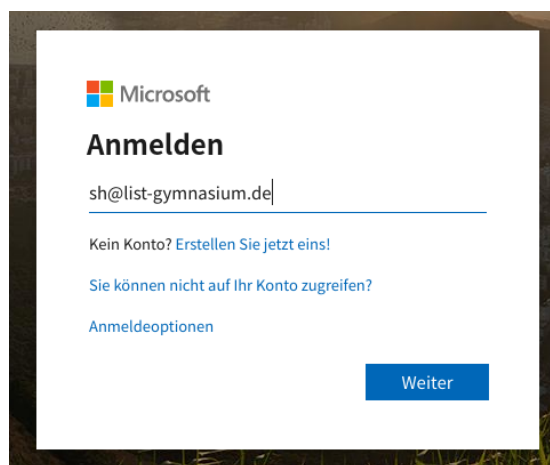 Microsoft
Anmelden
sh@list-gymnasium.de
Kein Konto? Erstellen Sie jetzt eins!
Sie können nicht auf Ihr Konto zugreifen?
Anmeldeoptionen
Weiter